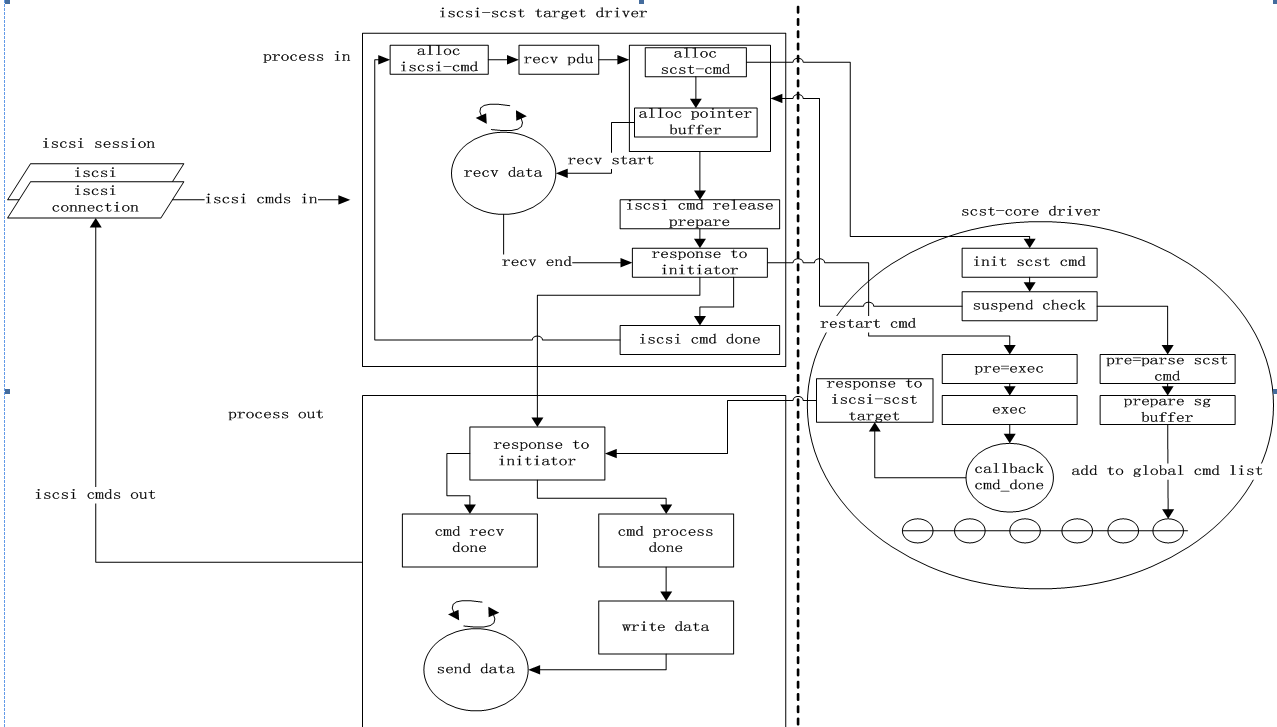 iscsi-scst target driver
process in
alloc
iscsi-cmd
recv pdu
alloc
scst-cmd
alloc pointer
buffer
iscsi session
iscsi
iscsi
connection
iscsi cmds in
recv data
recv start
iscsi cmd release
prepare
recv end
response to
initiator
iscsi cmd done
scst-core driver
init scst cmd
suspend check
restart cmd
pre=exec
pre=parse scst
cmd
response to
iscsi-scst
target
exec
prepare sg
buffer
callback
cmd_done
add to global cmd list
process out
response to
initiator
iscsi cmds out
cmd recv
done
cmd process
done
write data
send data